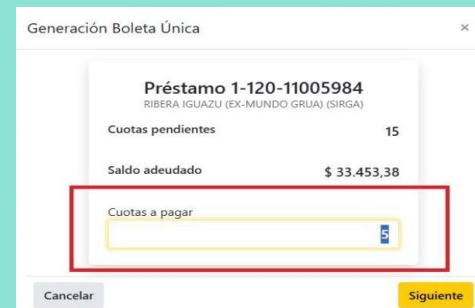 Generación Boleta Única ×
Préstamo 1-120-11005984
RIBERA IGUAZU (EX-MUNDO GRUA) (SIRGA)
Cuotas pendientes 15
Saldo adeudado $ 33.453,38
Cuotas a pagar
5
Cancelar Siguiente